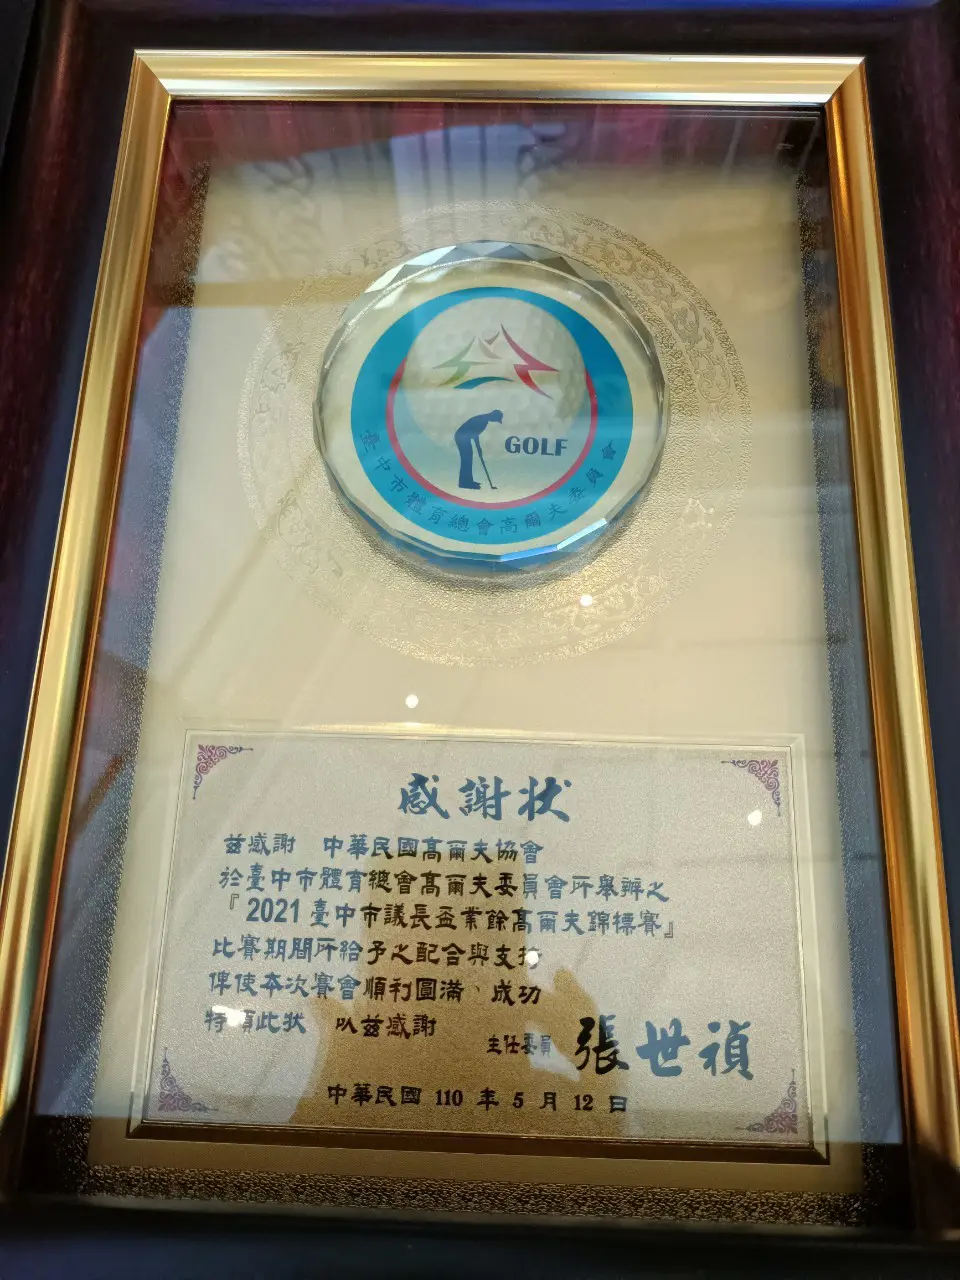 GOLF
臺中市體育總會高爾夫委員會
感謝狀
茲感謝 中華民國高爾夫協會
於臺中市體育總會高爾夫委員會所舉辦之
『2021臺中市議長盃業餘高爾夫錦標賽』
比賽期間所給予之配合與支持
俾使本次賽會順利圓滿、成功
特頒此狀 以茲感謝
主任委員 張世禎
中華民國 110 年 5 月 12 日